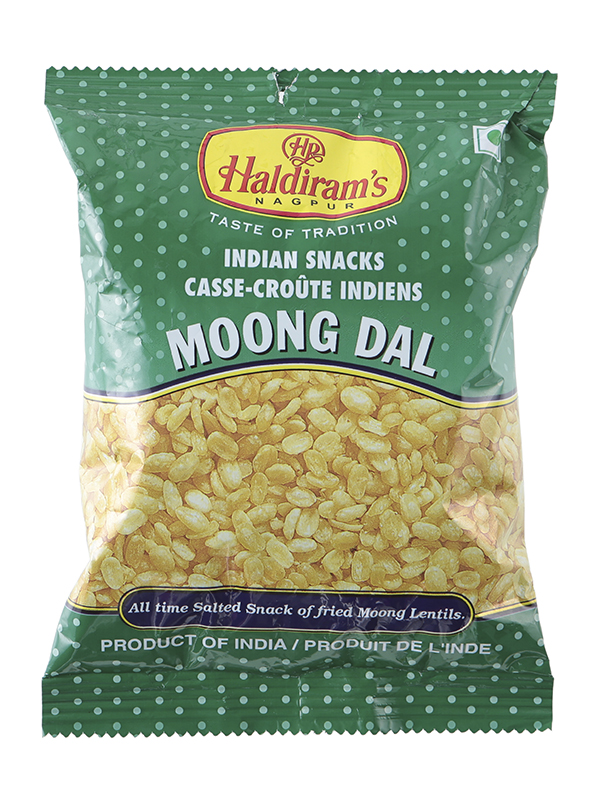 HR
Haldiram's
NAGPUR
TASTE OF TRADITION
INDIAN SNACKS
CASSE-CROÛTE INDIENS
MOONG DAL
All time Salted Snack of fried Moong Lentils.
PRODUCT OF INDIA / PRODUIT DE L'INDE